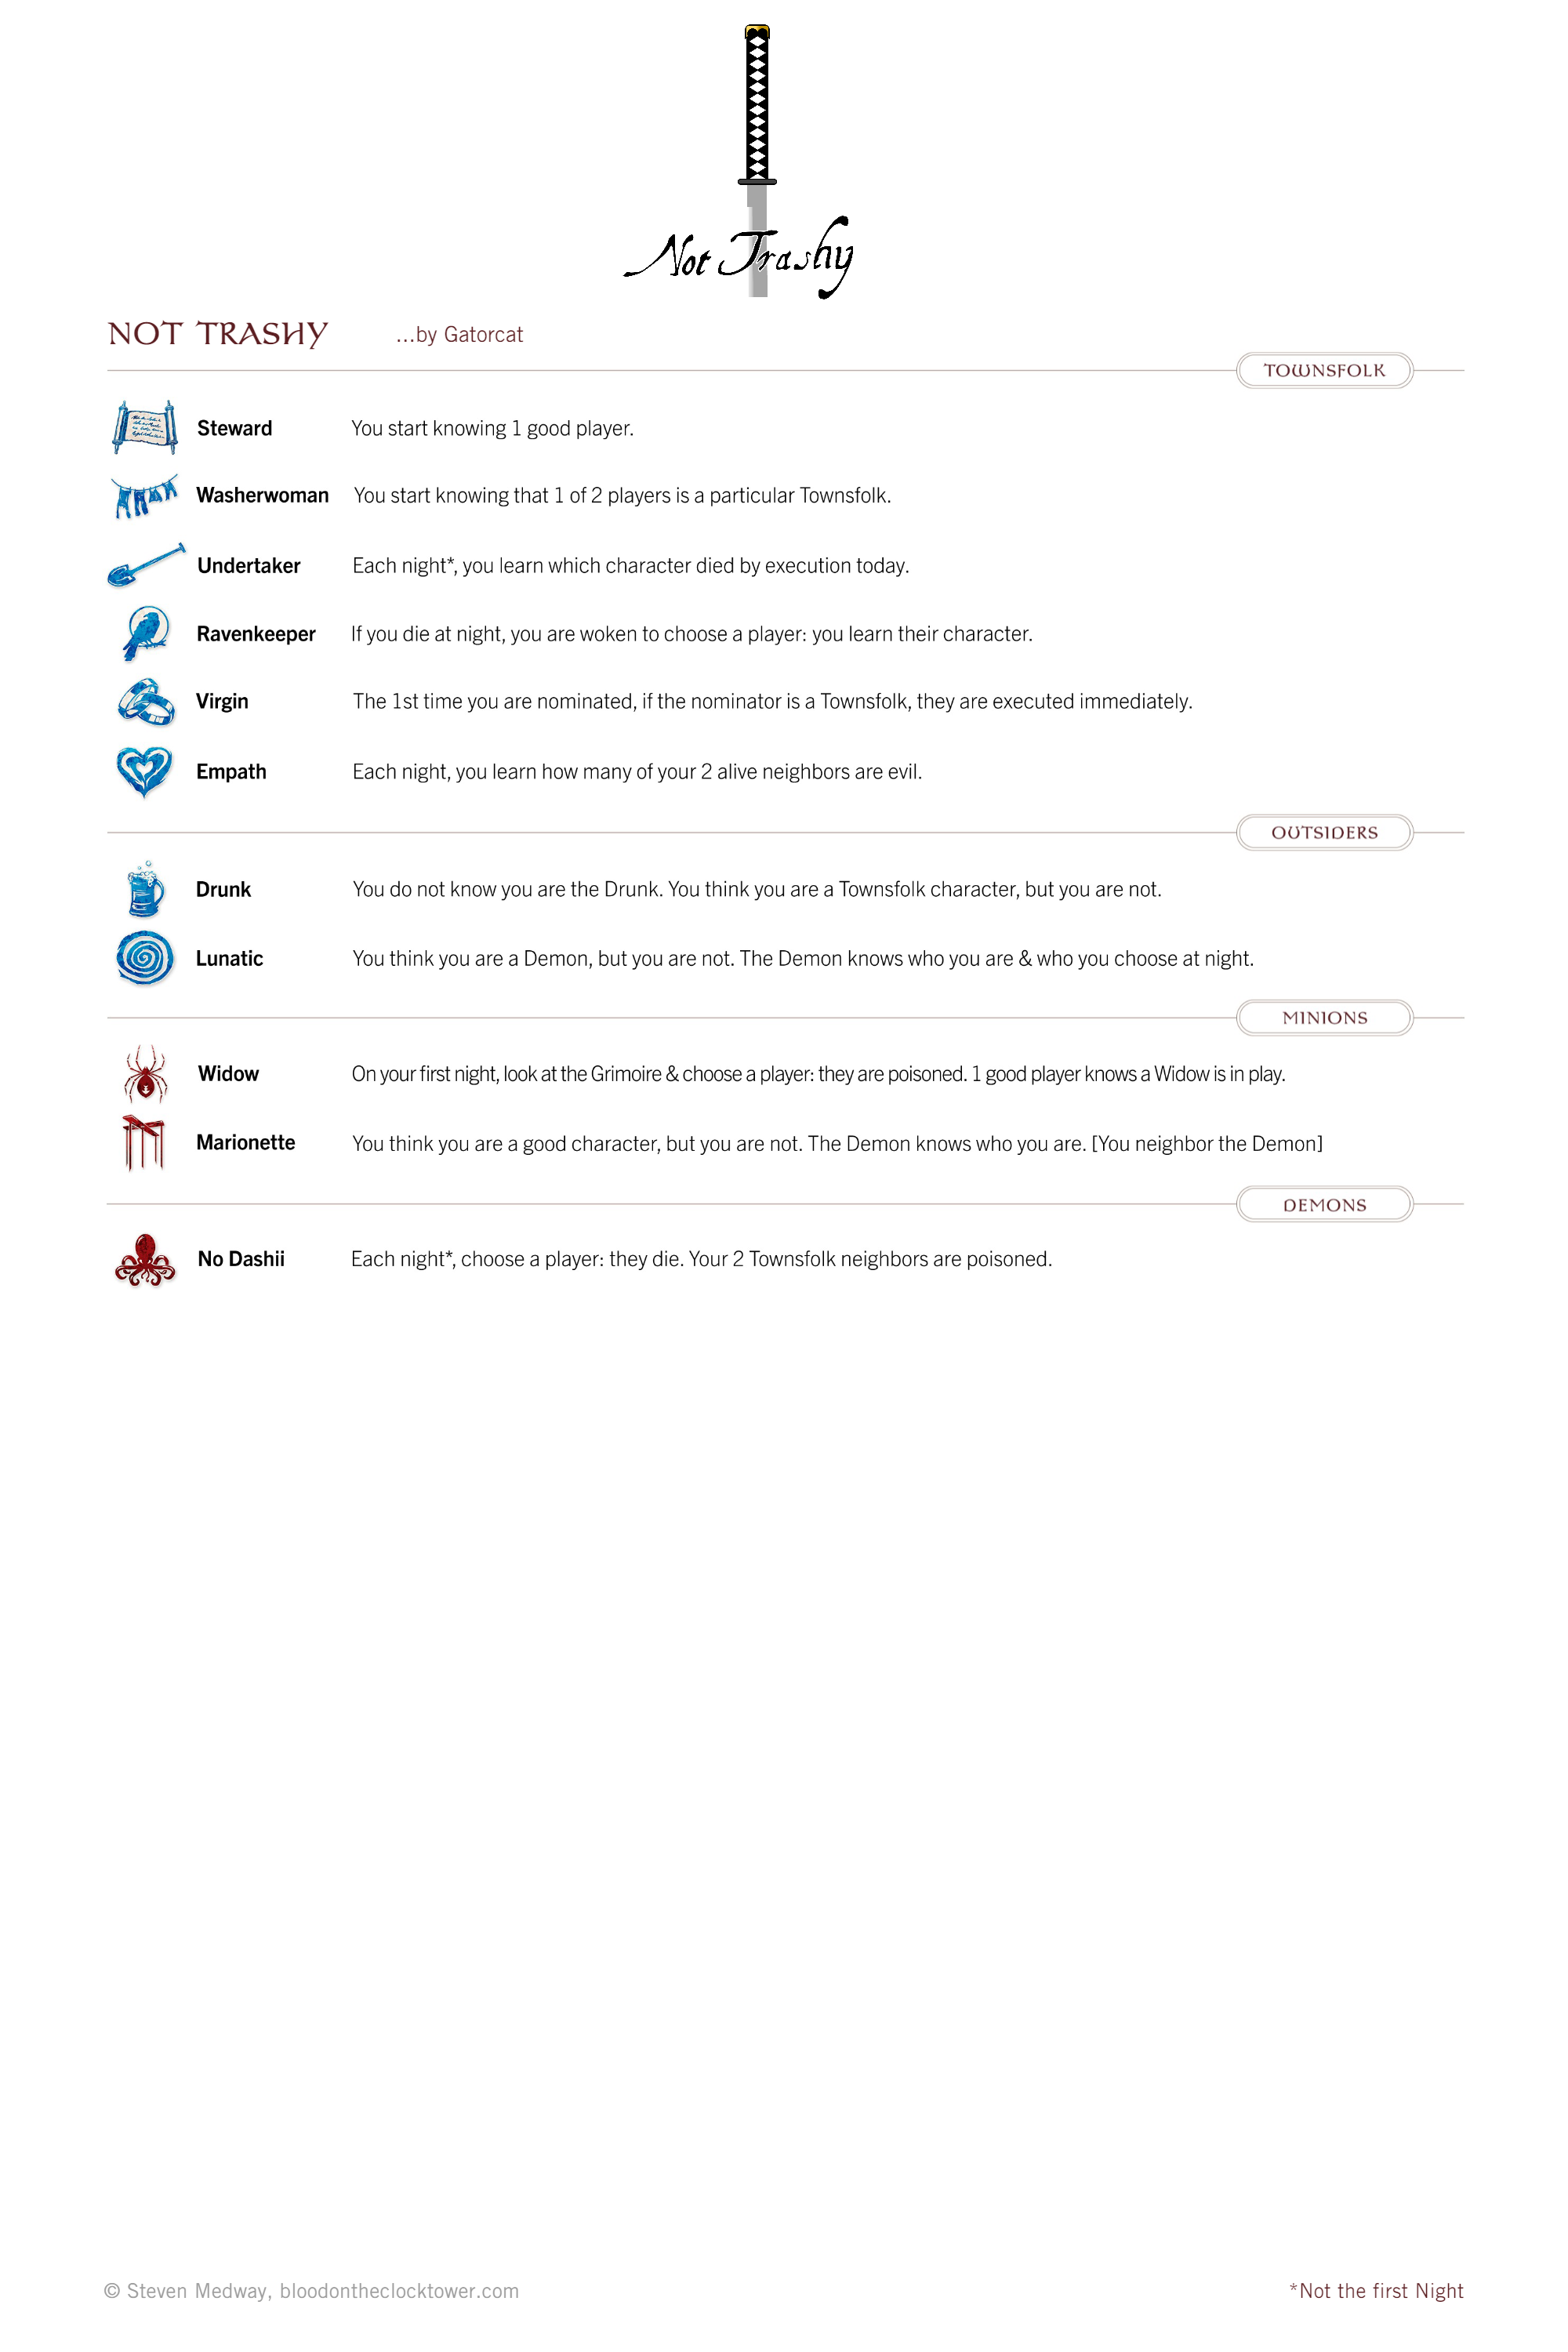 Not Trashy
NOT TRASHY ...by Gatorcat
TOWNSFOLK
Steward You start knowing 1 good player.
Washerwoman You start knowing that 1 of 2 players is a particular Townsfolk.
Undertaker Each night*, you learn which character died by execution today.
Ravenkeeper If you die at night, you are woken to choose a player: you learn their character.
Virgin The 1st time you are nominated, if the nominator is a Townsfolk, they are executed immediately.
Empath Each night, you learn how many of your 2 alive neighbors are evil.
OUTSIDERS
Drunk You do not know you are the Drunk. You think you are a Townsfolk character, but you are not.
Lunatic You think you are a Demon, but you are not. The Demon knows who you are & who you choose at night.
MINIONS
Widow On your first night, look at the Grimoire & choose a player: they are poisoned. 1 good player knows a Widow is in play.
Marionette You think you are a good character, but you are not. The Demon knows who you are. [You neighbor the Demon]
DEMONS
No Dashii Each night*, choose a player: they die. Your 2 Townsfolk neighbors are poisoned.
© Steven Medway, bloodontheclocktower.com *Not the first Night